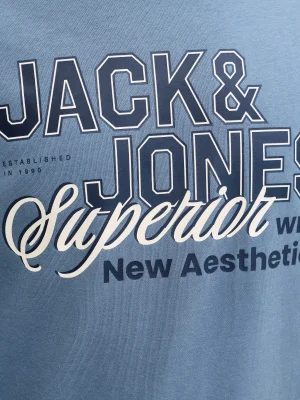 JACK&
ESTABLISHED
IN 1990
JONES
Superior
New Aesthetic